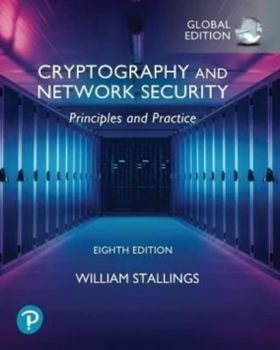 GLOBAL
EDITION
CRYPTOGRAPHY AND
NETWORK SECURITY
Principles and Practice
EIGHTH EDITION
WILLIAM STALLINGS
P